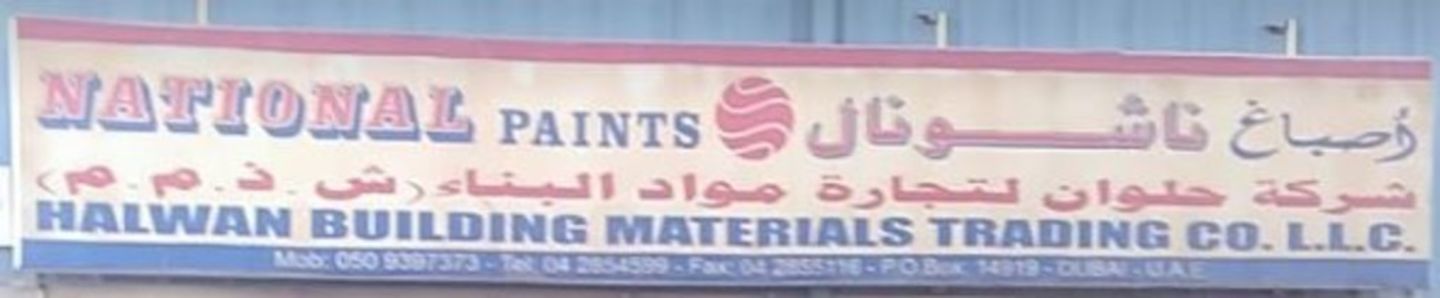 NATIONAL PAINTS أصباغ ناشونال
شركة حلوان لتجارة مواد البناء (ش . ذ . م . م)
HALWAN BUILDING MATERIALS TRADING CO. L.L.C.
Mob: 050 9397373 - Tel: 04 2854599 - Fax: 04 2855116 - P.O.Box: 14919 - DUBAI - U.A.E.